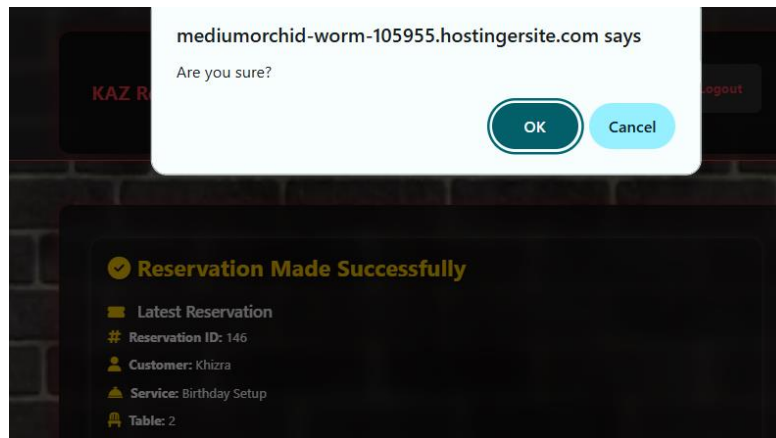 mediumorchid-worm-105955.hostingersite.com says
Are you sure?
KAZ R
Logout
OK
Cancel
Reservation Made Successfully
Latest Reservation
# Reservation ID: 146
Customer: Khizra
Service: Birthday Setup
Table: 2